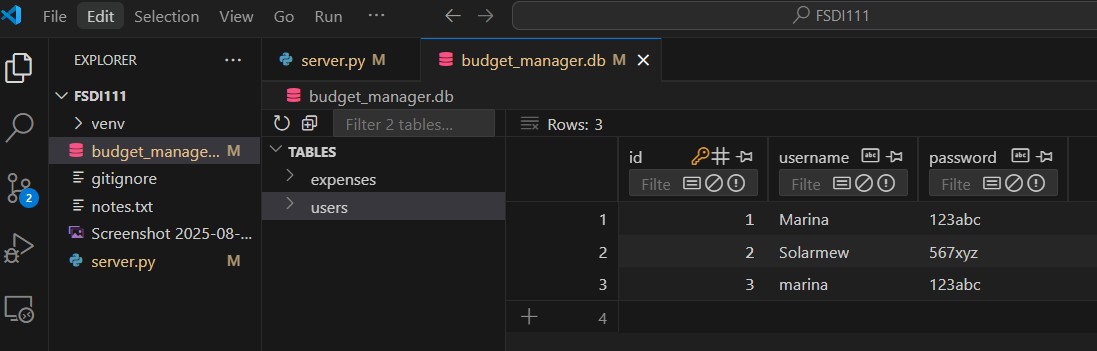 File Edit Selection View Go Run ... FSDI111
EXPLORER ...
server.py M budget_manager.db M
FSDI111
budget_manager.db
venv
Filter 2 tables...
Rows: 3
budget_manage... M
TABLES
id username password
gitignore
expenses
Filte Filte Filte
notes.txt
users
1 1 Marina 123abc
Screenshot 2025-08-...
2 2 Solarmew 567xyz
server.py M
3 3 marina 123abc
4
2